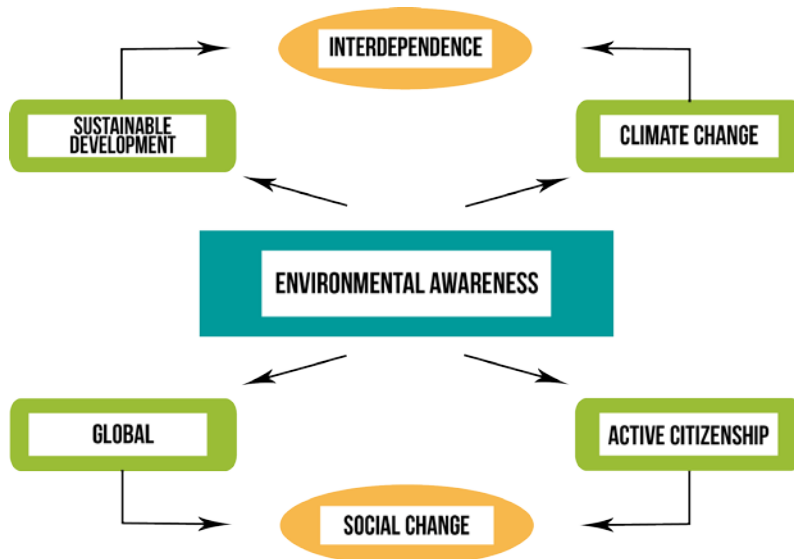 INTERDEPENDENCE
SUSTAINABLE
DEVELOPMENT
CLIMATE CHANGE
ENVIRONMENTAL AWARENESS
GLOBAL
ACTIVE CITIZENSHIP
SOCIAL CHANGE